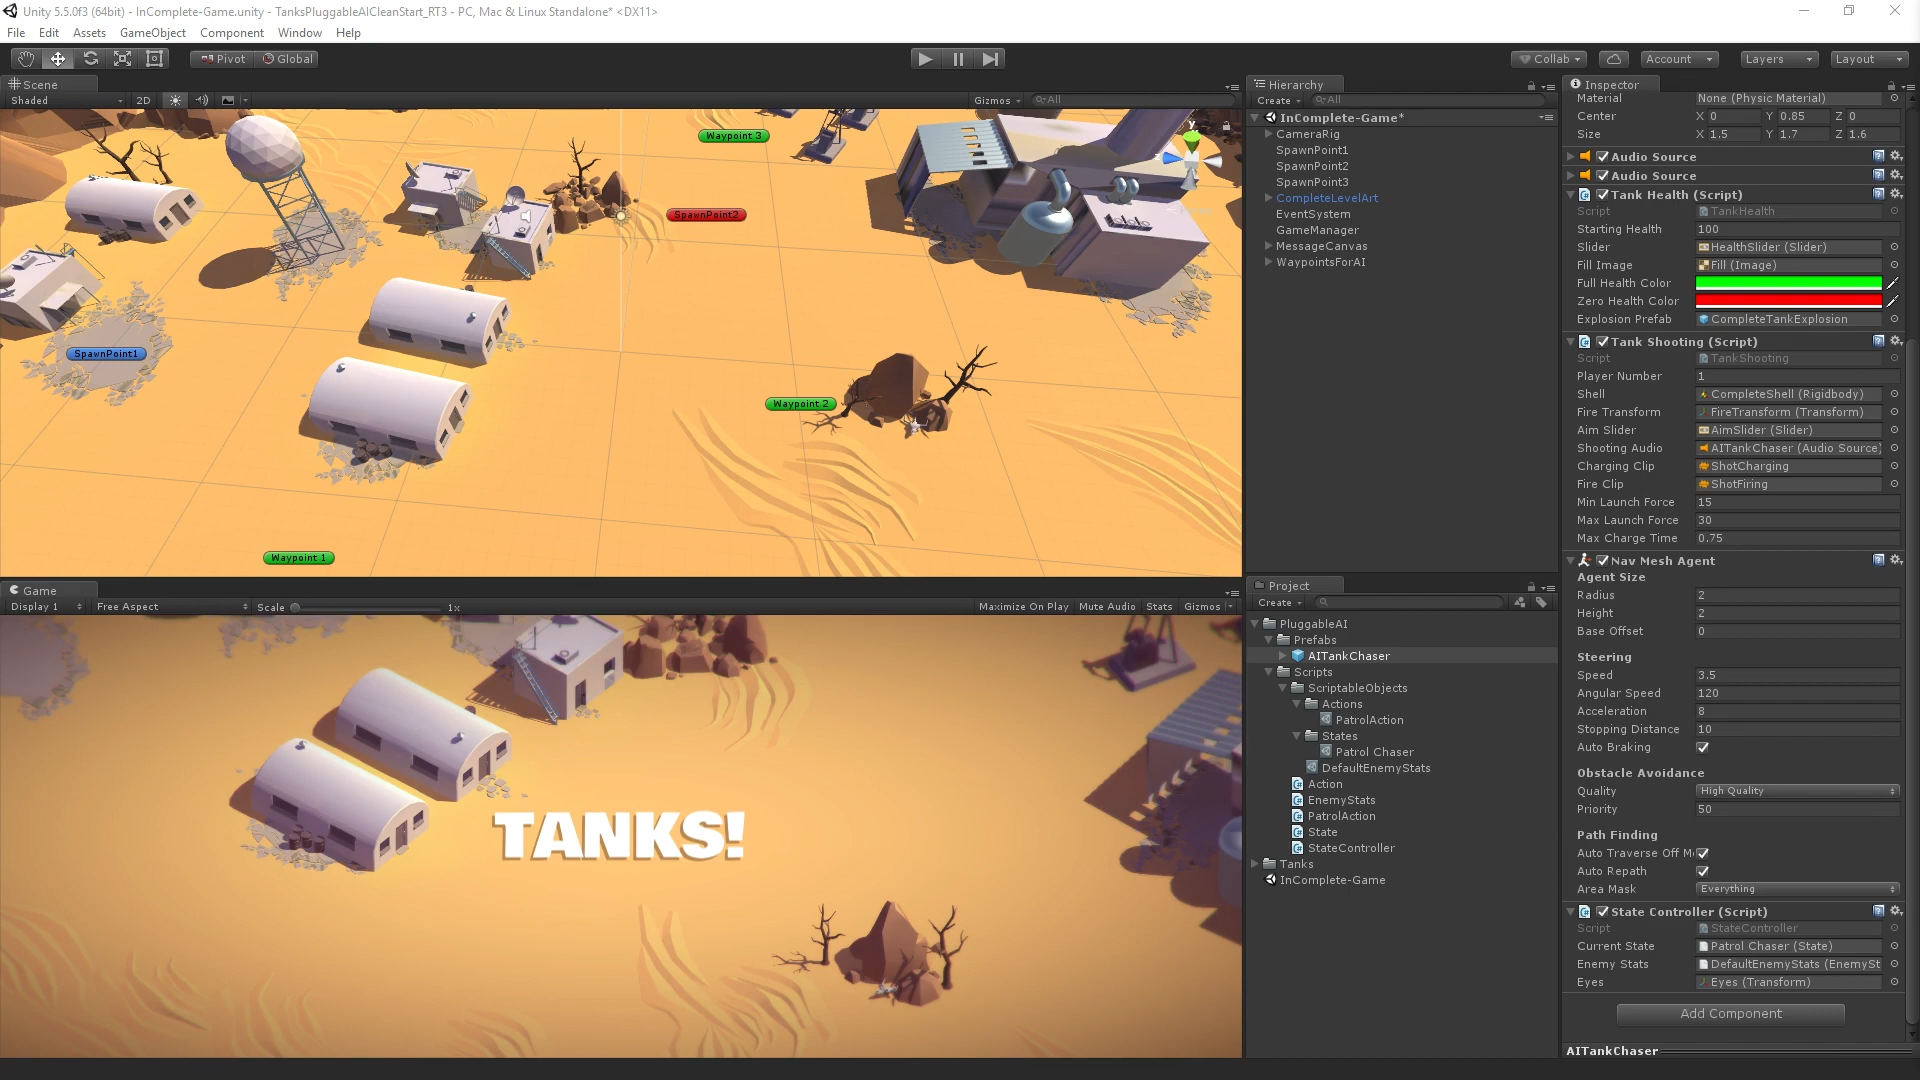 Unity 5.5.0f3 (64bit) - InComplete-Game.unity - TanksPluggableAICleanStart_RT3 - PC, Mac & Linux Standalone* <DX11>
File Edit Assets GameObject Component Window Help
Pivot Global Collab Account Layers Layout
Scene
Shaded 2D Gizmos All
Waypoint 3
SpawnPoint2
SpawnPoint1
Waypoint 2
Waypoint 1
y
Game
Display 1 Free Aspect Scale 1x Maximize On Play Mute Audio Stats Gizmos
TANKS!
Hierarchy
Create All
InComplete-Game*
CameraRig
SpawnPoint1
SpawnPoint2
SpawnPoint3
CompleteLevelArt
EventSystem
GameManager
MessageCanvas
WaypointsForAI
Project
Create
PluggableAI
Prefabs
AITankChaser
Scripts
ScriptableObjects
Actions
PatrolAction
States
Patrol Chaser
DefaultEnemyStats
Action
EnemyStats
PatrolAction
State
StateController
Tanks
InComplete-Game
Inspector
Material None (Physic Material)
Center X 0 Y 0.85 Z 0
Size X 1.5 Y 1.7 Z 1.6
Audio Source
Audio Source
Tank Health (Script)
Script TankHealth
Starting Health 100
Slider HealthSlider (Slider)
Fill Image Fill (Image)
Full Health Color
Zero Health Color
Explosion Prefab CompleteTankExplosion
Tank Shooting (Script)
Script TankShooting
Player Number 1
Shell CompleteShell (Rigidbody)
Fire Transform FireTransform (Transform)
Aim Slider AimSlider (Slider)
Shooting Audio AITankChaser (Audio Source)
Charging Clip ShotCharging
Fire Clip ShotFiring
Min Launch Force 15
Max Launch Force 30
Max Charge Time 0.75
Nav Mesh Agent
Agent Size
Radius 2
Height 2
Base Offset 0
Steering
Speed 3.5
Angular Speed 120
Acceleration 8
Stopping Distance 10
Auto Braking
Obstacle Avoidance
Quality High Quality
Priority 50
Path Finding
Auto Traverse Off M
Auto Repath
Area Mask Everything
State Controller (Script)
Script StateController
Current State Patrol Chaser (State)
Enemy Stats DefaultEnemyStats (EnemySt
Eyes Eyes (Transform)
Add Component
AITankChaser